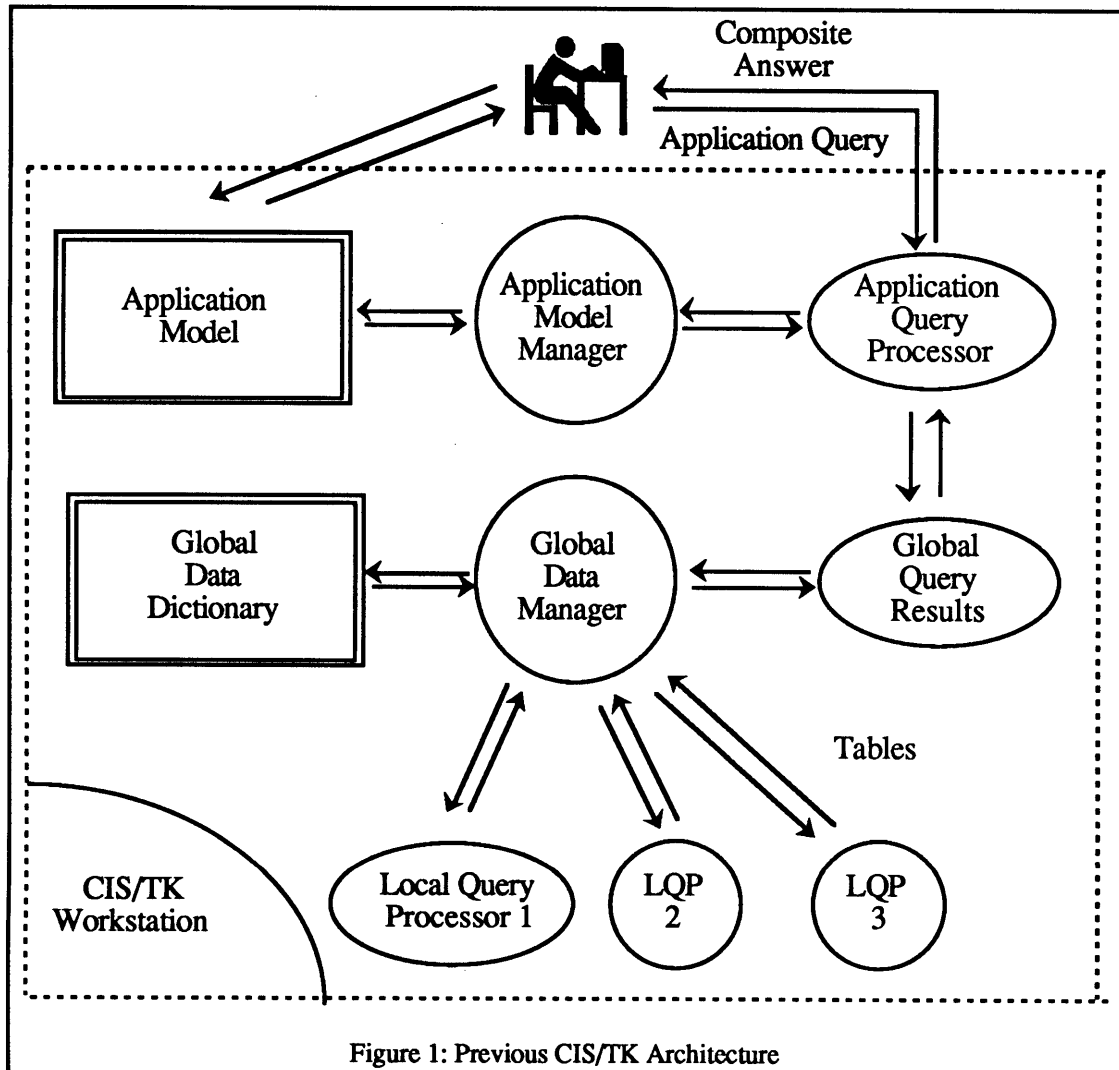 Composite
Answer
Application Query
Application
Model
Application
Model
Manager
Application
Query
Processor
Global
Data
Dictionary
Global
Data
Manager
Global
Query
Results
Tables
CIS/TK
Workstation
Local Query
Processor 1
LQP
2
LQP
3
Figure 1: Previous CIS/TK Architecture